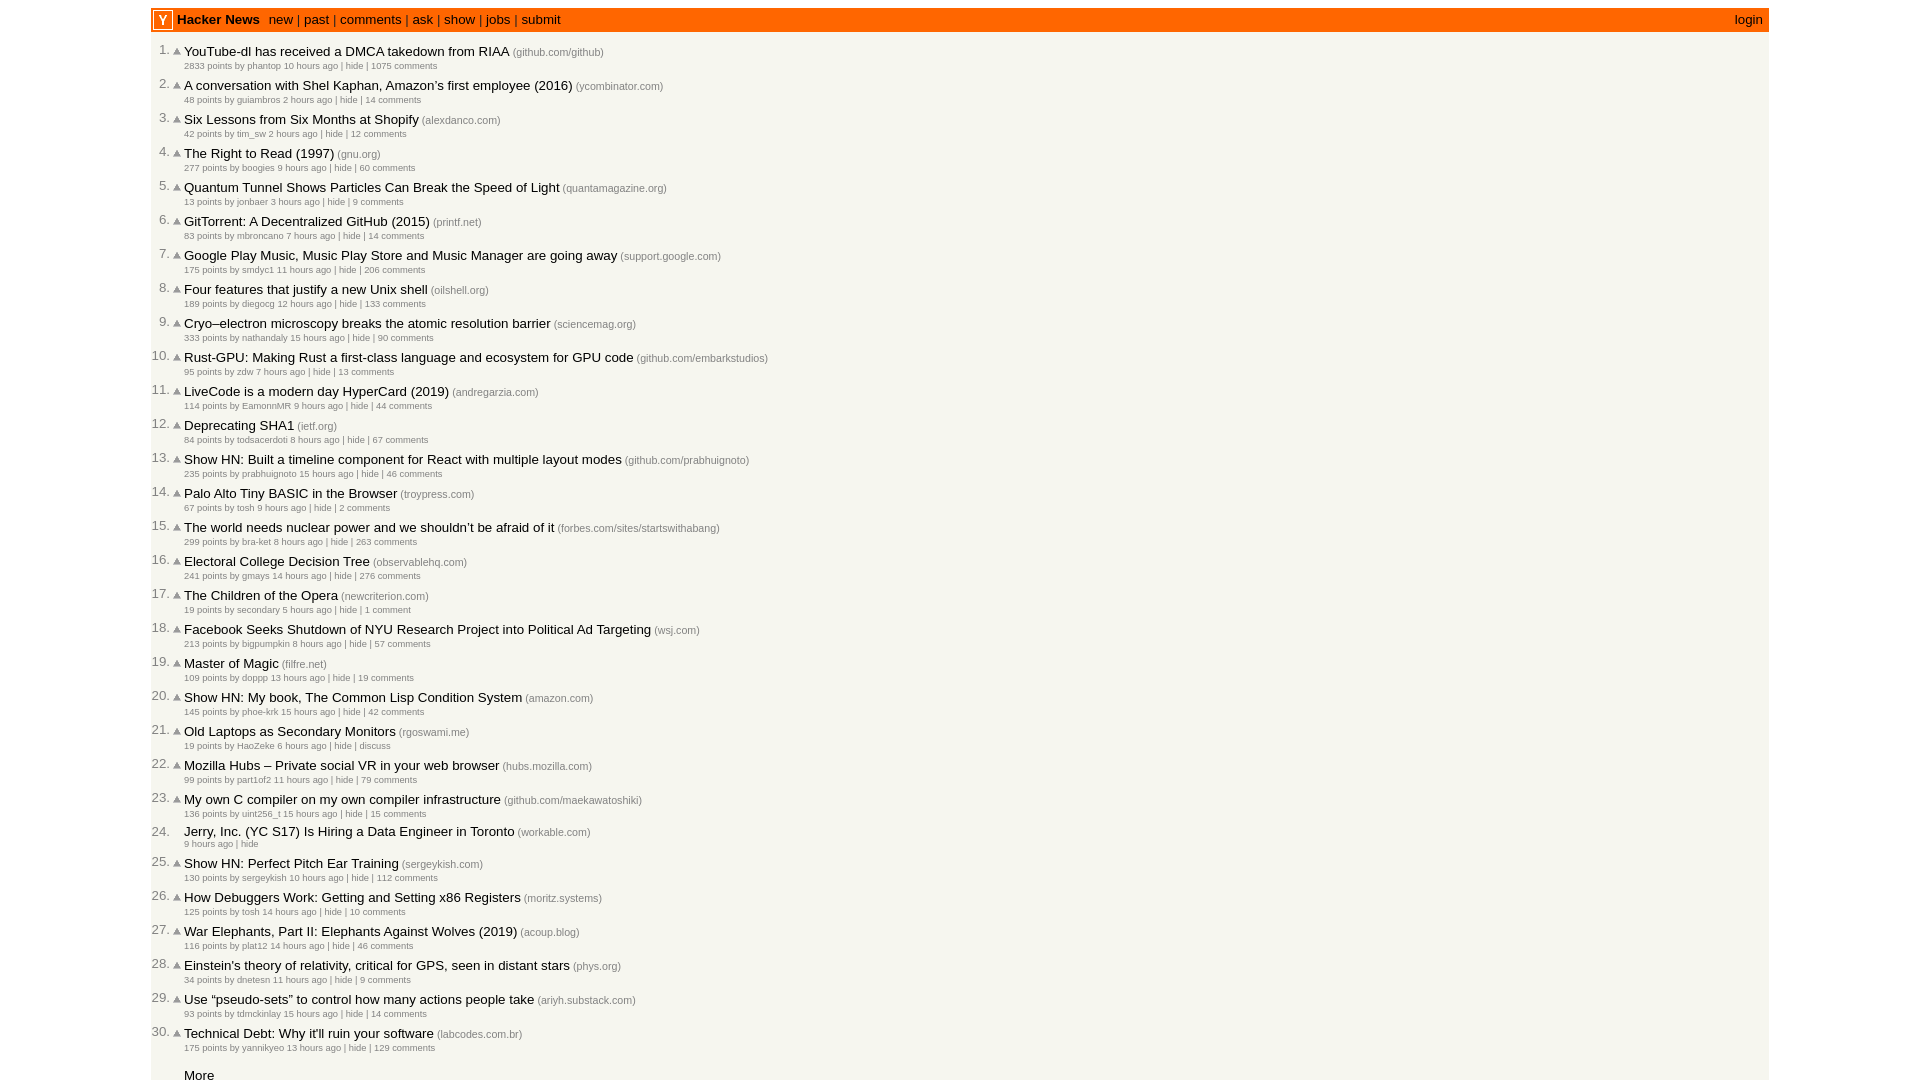 Y Hacker News new | past | comments | ask | show | jobs | submit login
1. YouTube-dl has received a DMCA takedown from RIAA (github.com/github)
2833 points by phantop 10 hours ago | hide | 1075 comments
2. A conversation with Shel Kaphan, Amazon’s first employee (2016) (ycombinator.com)
48 points by guiambros 2 hours ago | hide | 14 comments
3. Six Lessons from Six Months at Shopify (alexdanco.com)
42 points by tim_sw 2 hours ago | hide | 12 comments
4. The Right to Read (1997) (gnu.org)
277 points by boogies 9 hours ago | hide | 60 comments
5. Quantum Tunnel Shows Particles Can Break the Speed of Light (quantamagazine.org)
13 points by jonbaer 3 hours ago | hide | 9 comments
6. GitTorrent: A Decentralized GitHub (2015) (printf.net)
83 points by mbroncano 7 hours ago | hide | 14 comments
7. Google Play Music, Music Play Store and Music Manager are going away (support.google.com)
175 points by smdyc1 11 hours ago | hide | 206 comments
8. Four features that justify a new Unix shell (oilshell.org)
189 points by diegocg 12 hours ago | hide | 133 comments
9. Cryo–electron microscopy breaks the atomic resolution barrier (sciencemag.org)
333 points by nathandaly 15 hours ago | hide | 90 comments
10. Rust-GPU: Making Rust a first-class language and ecosystem for GPU code (github.com/embarkstudios)
95 points by zdw 7 hours ago | hide | 13 comments
11. LiveCode is a modern day HyperCard (2019) (andregarzia.com)
114 points by EamonnMR 9 hours ago | hide | 44 comments
12. Deprecating SHA1 (ietf.org)
84 points by todsacerdoti 8 hours ago | hide | 67 comments
13. Show HN: Built a timeline component for React with multiple layout modes (github.com/prabhuignoto)
235 points by prabhuignoto 15 hours ago | hide | 46 comments
14. Palo Alto Tiny BASIC in the Browser (troypress.com)
67 points by tosh 9 hours ago | hide | 2 comments
15. The world needs nuclear power and we shouldn’t be afraid of it (forbes.com/sites/startswithabang)
299 points by bra-ket 8 hours ago | hide | 263 comments
16. Electoral College Decision Tree (observablehq.com)
241 points by gmays 14 hours ago | hide | 276 comments
17. The Children of the Opera (newcriterion.com)
19 points by secondary 5 hours ago | hide | 1 comment
18. Facebook Seeks Shutdown of NYU Research Project into Political Ad Targeting (wsj.com)
213 points by bigpumpkin 8 hours ago | hide | 57 comments
19. Master of Magic (filfre.net)
109 points by doppp 13 hours ago | hide | 19 comments
20. Show HN: My book, The Common Lisp Condition System (amazon.com)
145 points by phoe-krk 15 hours ago | hide | 42 comments
21. Old Laptops as Secondary Monitors (rgoswami.me)
19 points by HaoZeke 6 hours ago | hide | discuss
22. Mozilla Hubs – Private social VR in your web browser (hubs.mozilla.com)
99 points by part1of2 11 hours ago | hide | 79 comments
23. My own C compiler on my own compiler infrastructure (github.com/maekawatoshiki)
136 points by uint256_t 15 hours ago | hide | 15 comments
24. Jerry, Inc. (YC S17) Is Hiring a Data Engineer in Toronto (workable.com)
9 hours ago | hide
25. Show HN: Perfect Pitch Ear Training (sergeykish.com)
130 points by sergeykish 10 hours ago | hide | 112 comments
26. How Debuggers Work: Getting and Setting x86 Registers (moritz.systems)
125 points by tosh 14 hours ago | hide | 10 comments
27. War Elephants, Part II: Elephants Against Wolves (2019) (acoup.blog)
116 points by plat12 14 hours ago | hide | 46 comments
28. Einstein's theory of relativity, critical for GPS, seen in distant stars (phys.org)
34 points by dnetesn 11 hours ago | hide | 9 comments
29. Use “pseudo-sets” to control how many actions people take (ariyh.substack.com)
93 points by tdmckinlay 15 hours ago | hide | 14 comments
30. Technical Debt: Why it'll ruin your software (labcodes.com.br)
175 points by yannikyeo 13 hours ago | hide | 129 comments
More